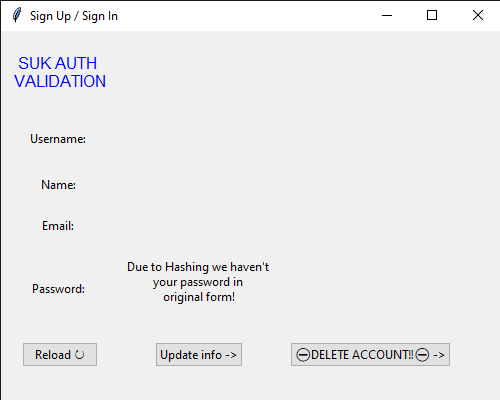 Sign Up / Sign In
SUK AUTH
VALIDATION
Username:
Name:
Email:
Due to Hashing we haven't
your password in
original form!
Password:
Reload ↻
Update info ->
⊖DELETE ACCOUNT!!⊖ ->